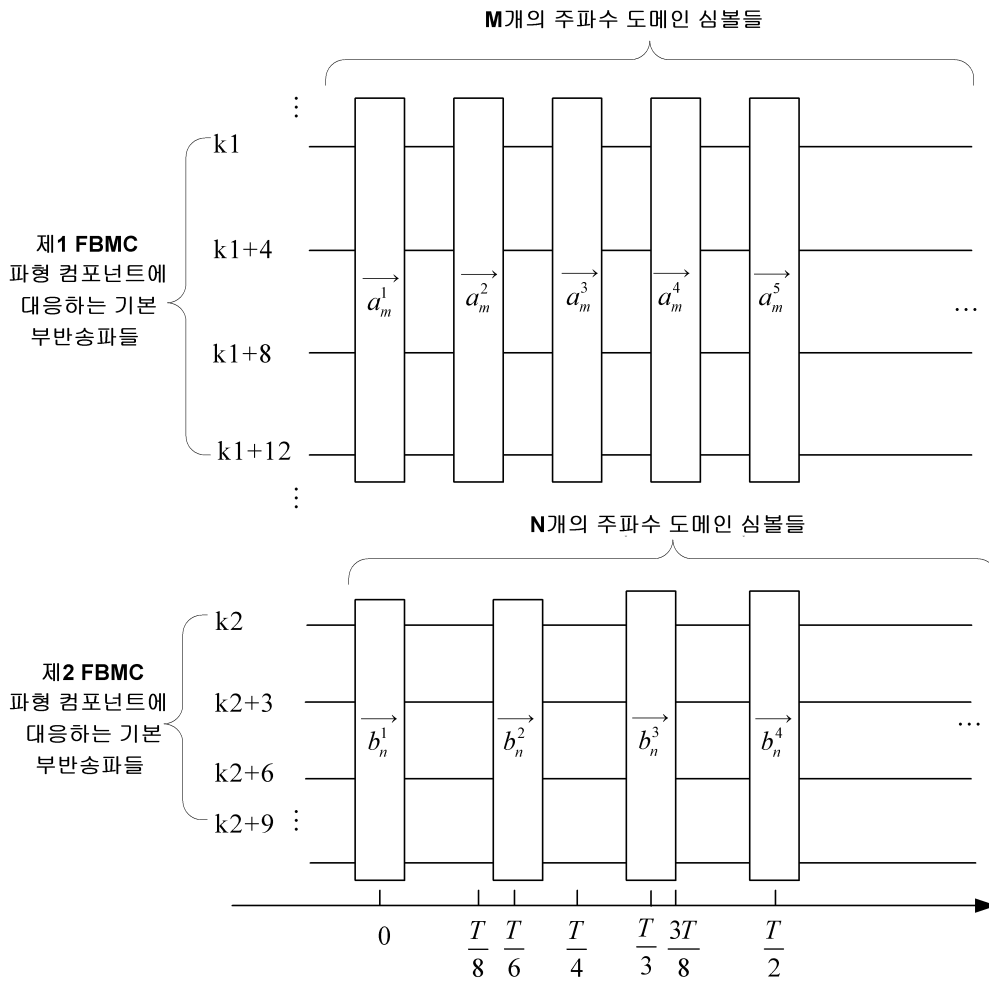 M개의 주파수 도메인 심볼들
⋮
k1
k1+4
k1+8
k1+12
⋮
제1 FBMC
파형 컴포넌트에
대응하는 기본
부반송파들
a_m^1
a_m^2
a_m^3
a_m^4
a_m^5
…
N개의 주파수 도메인 심볼들
k2
k2+3
k2+6
k2+9 ⋮
제2 FBMC
파형 컴포넌트에
대응하는 기본
부반송파들
b_n^1
b_n^2
b_n^3
b_n^4
…
0
T/8
T/6
T/4
T/3
3T/8
T/2